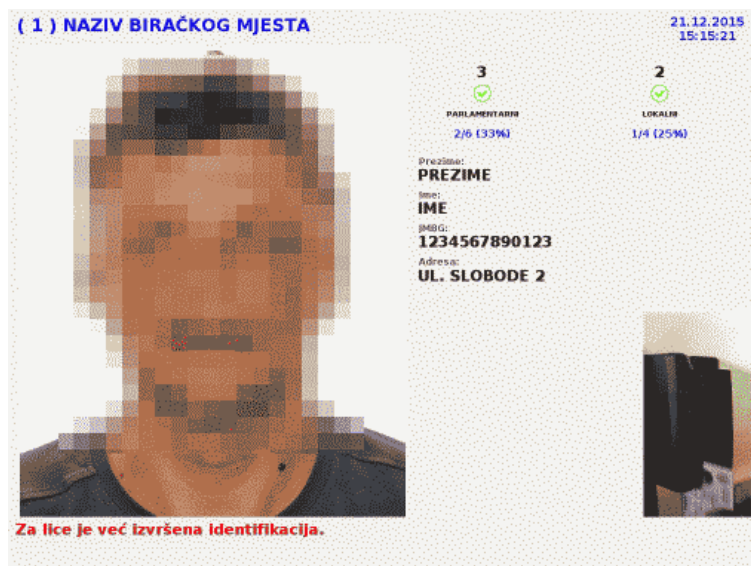 ( 1 ) NAZIV BIRAČKOG MJESTA
21.12.2015
15:15:21
3
PARLAMENTARNI
2/6 (33%)
2
LOKALNI
1/4 (25%)
Prezime:
PREZIME
Ime:
IME
JMBG:
1234567890123
Adresa:
UL. SLOBODE 2
Za lice je već izvršena identifikacija.